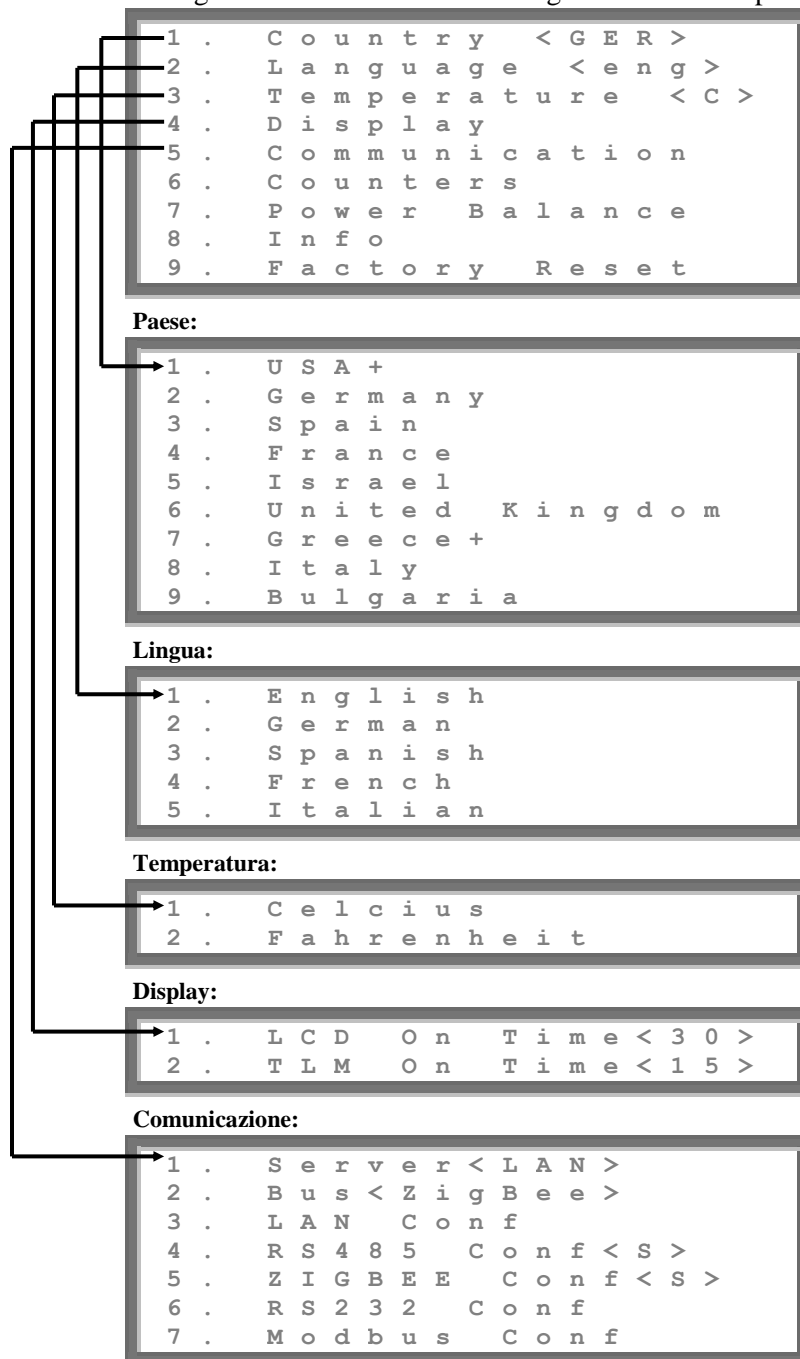 1. Country <GER>
2. Language <eng>
3. Temperature <C>
4. Display
5. Communication
6. Counters
7. Power Balance
8. Info
9. Factory Reset
Paese:
1. USA+
2. Germany
3. Spain
4. France
5. Israel
6. United Kingdom
7. Greece+
8. Italy
9. Bulgaria
Lingua:
1. English
2. German
3. Spanish
4. French
5. Italian
Temperatura:
1. Celcius
2. Fahrenheit
Display:
1. LCD On Time<30>
2. TLM On Time<15>
Comunicazione:
1. Server<LAN>
2. Bus<ZigBee>
3. LAN Conf
4. RS485 Conf<S>
5. ZIGBEE Conf<S>
6. RS232 Conf
7. Modbus Conf